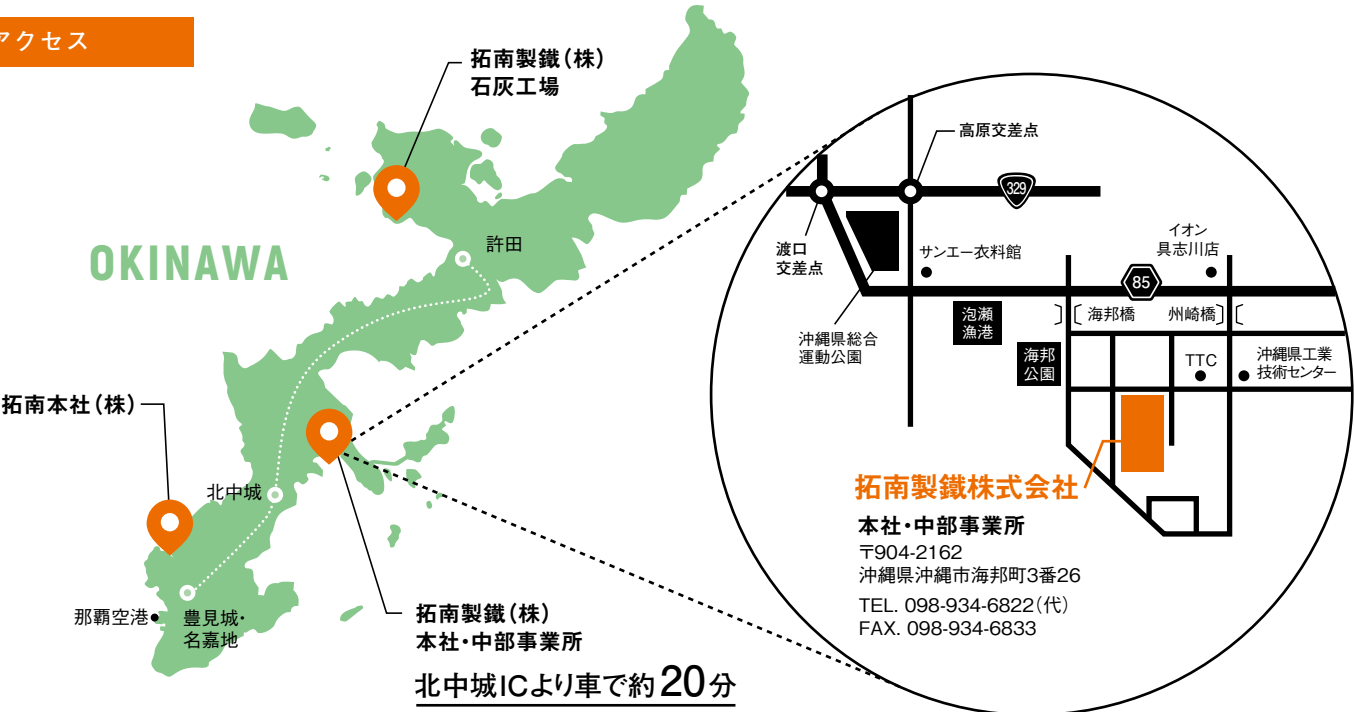 アクセス
拓南製鐵(株)
石灰工場
OKINAWA
許田
拓南本社(株)
北中城
那覇空港
豊見城・
名嘉地
拓南製鐵(株)
本社・中部事業所
北中城ICより車で約20分
高原交差点
329
渡口
交差点
サンエー衣料館
イオン
具志川店
85
沖縄県総合
運動公園
泡瀬
漁港
海邦橋
州崎橋
海邦
公園
TTC
沖縄県工業
技術センター
拓南製鐵株式会社
本社・中部事業所
〒904-2162
沖縄県沖縄市海邦町3番26
TEL. 098-934-6822(代)
FAX. 098-934-6833